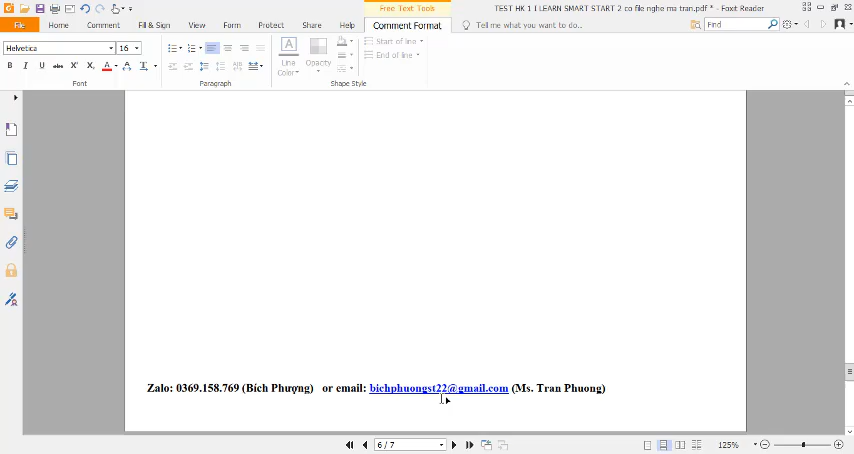 Free Text Tools
TEST HK 1 I LEARN SMART START 2 co file nghe ma tran.pdf * - Foxit Reader
File
Home
Comment
Fill & Sign
View
Form
Protect
Share
Help
Comment Format
Tell me what you want to do...
Find
Helvetica
16
B I U abc X² X₂ A A T
Font
Paragraph
Line Color
Opacity
Start of line
End of line
Shape Style
Zalo: 0369.158.769 (Bích Phượng) or email: bichphuongst22@gmail.com (Ms. Tran Phuong)
6 / 7
125%